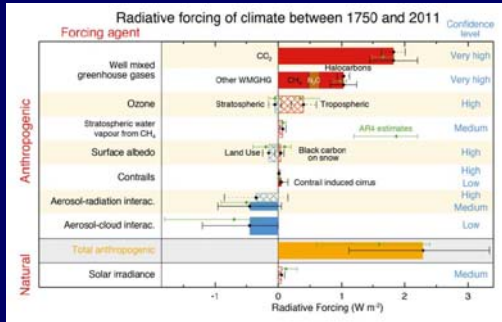 Radiative forcing of climate between 1750 and 2011
Forcing agent
Confidence
level
Anthropogenic
Natural
Well mixed
greenhouse gases
CO2
Very high
Other WMGHG
CH4
N2O
Halocarbons
Very high
Ozone
Stratospheric
Tropospheric
High
Stratospheric water
vapour from CH4
AR4 estimates
Medium
Surface albedo
Land Use
Black carbon
on snow
High
Contrails
Contrail induced cirrus
High
Low
Aerosol-radiation interac.
High
Medium
Aerosol-cloud interac.
Low
Total anthropogenic
Solar irradiance
Medium
-1 0 1 2 3
Radiative Forcing (W m-2)